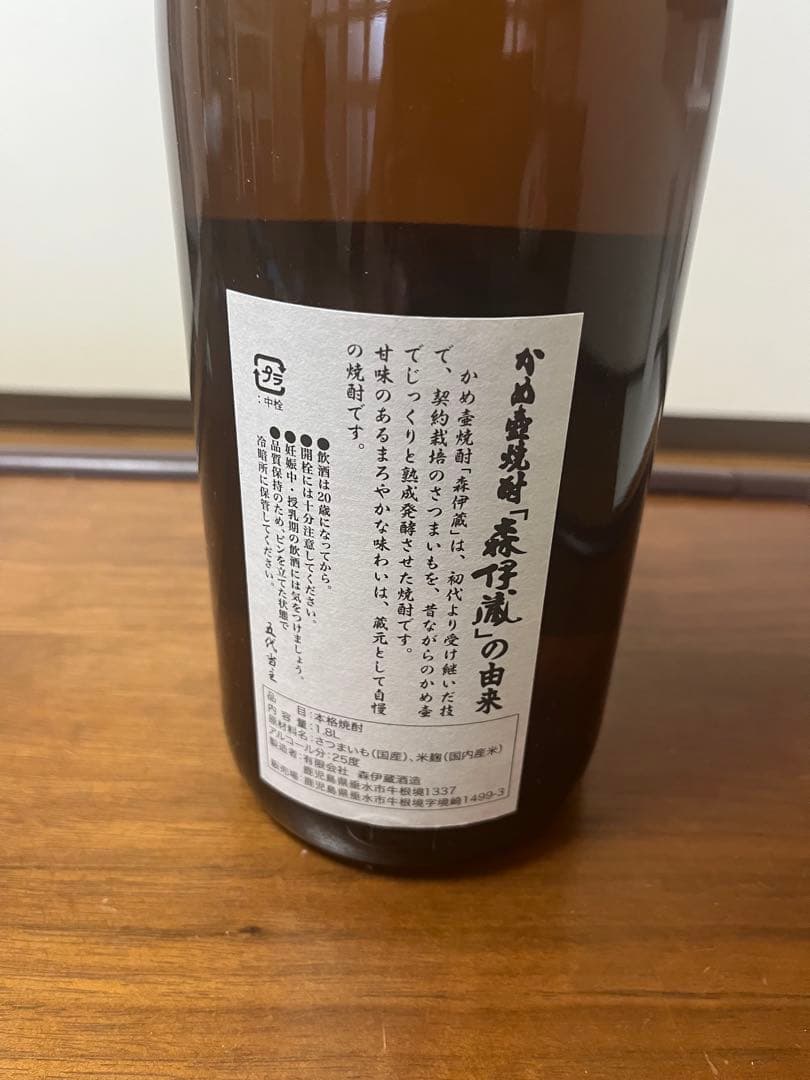 かめ壺焼酎「森伊蔵」の由来
かめ壺焼酎「森伊蔵」は、初代より受け継いだ技
で、契約栽培のさつまいもを、昔ながらのかめ壺
でじっくりと熟成発酵させた焼酎です。
甘味のあるまろやかな味わいは、蔵元として自慢
の焼酎です。
プラ
:中栓
●飲酒は20歳になってから。
●開栓には十分注意してください。
●妊娠中・授乳期の飲酒には気をつけましょう。
●品質保持のため、ビンを立てた状態で
冷暗所に保管してください。
五代当主
品目:本格焼酎
内容量:1.8L
原材料名:さつまいも(国産)、米麹(国内産米)
アルコール分:25度
製造者:有限会社 森伊蔵酒造
鹿児島県垂水市牛根境1337
販売場 鹿児島県垂水市牛根境字境崎1499-3